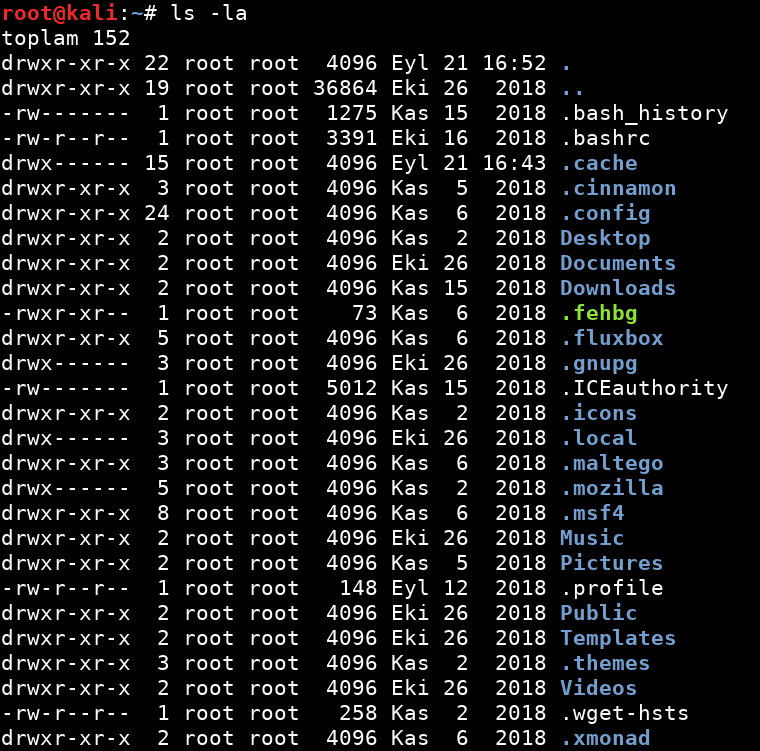 root@kali:~# ls -la
toplam 152
drwxr-xr-x 22 root root  4096 Eyl 21 16:52 .
drwxr-xr-x 19 root root 36864 Eki 26  2018 ..
-rw-------  1 root root  1275 Kas 15  2018 .bash_history
-rw-r--r--  1 root root  3391 Eki 16  2018 .bashrc
drwx------ 15 root root  4096 Eyl 21 16:43 .cache
drwxr-xr-x  3 root root  4096 Kas  5  2018 .cinnamon
drwxr-xr-x 24 root root  4096 Kas  6  2018 .config
drwxr-xr-x  2 root root  4096 Kas  2  2018 Desktop
drwxr-xr-x  2 root root  4096 Eki 26  2018 Documents
drwxr-xr-x  2 root root  4096 Kas 15  2018 Downloads
-rwxr-xr--  1 root root    73 Kas  6  2018 .fehbg
drwxr-xr-x  5 root root  4096 Kas  6  2018 .fluxbox
drwx------  3 root root  4096 Eki 26  2018 .gnupg
-rw-------  1 root root  5012 Kas 15  2018 .ICEauthority
drwxr-xr-x  2 root root  4096 Kas  2  2018 .icons
drwx------  3 root root  4096 Eki 26  2018 .local
drwxr-xr-x  3 root root  4096 Kas  6  2018 .maltego
drwx------  5 root root  4096 Kas  2  2018 .mozilla
drwxr-xr-x  8 root root  4096 Kas  6  2018 .msf4
drwxr-xr-x  2 root root  4096 Eki 26  2018 Music
drwxr-xr-x  2 root root  4096 Kas  5  2018 Pictures
-rw-r--r--  1 root root   148 Eyl 12  2018 .profile
drwxr-xr-x  2 root root  4096 Eki 26  2018 Public
drwxr-xr-x  2 root root  4096 Eki 26  2018 Templates
drwxr-xr-x  3 root root  4096 Kas  2  2018 .themes
drwxr-xr-x  2 root root  4096 Eki 26  2018 Videos
-rw-r--r--  1 root root   258 Kas  2  2018 .wget-hsts
drwxr-xr-x  2 root root  4096 Kas  6  2018 .xmonad